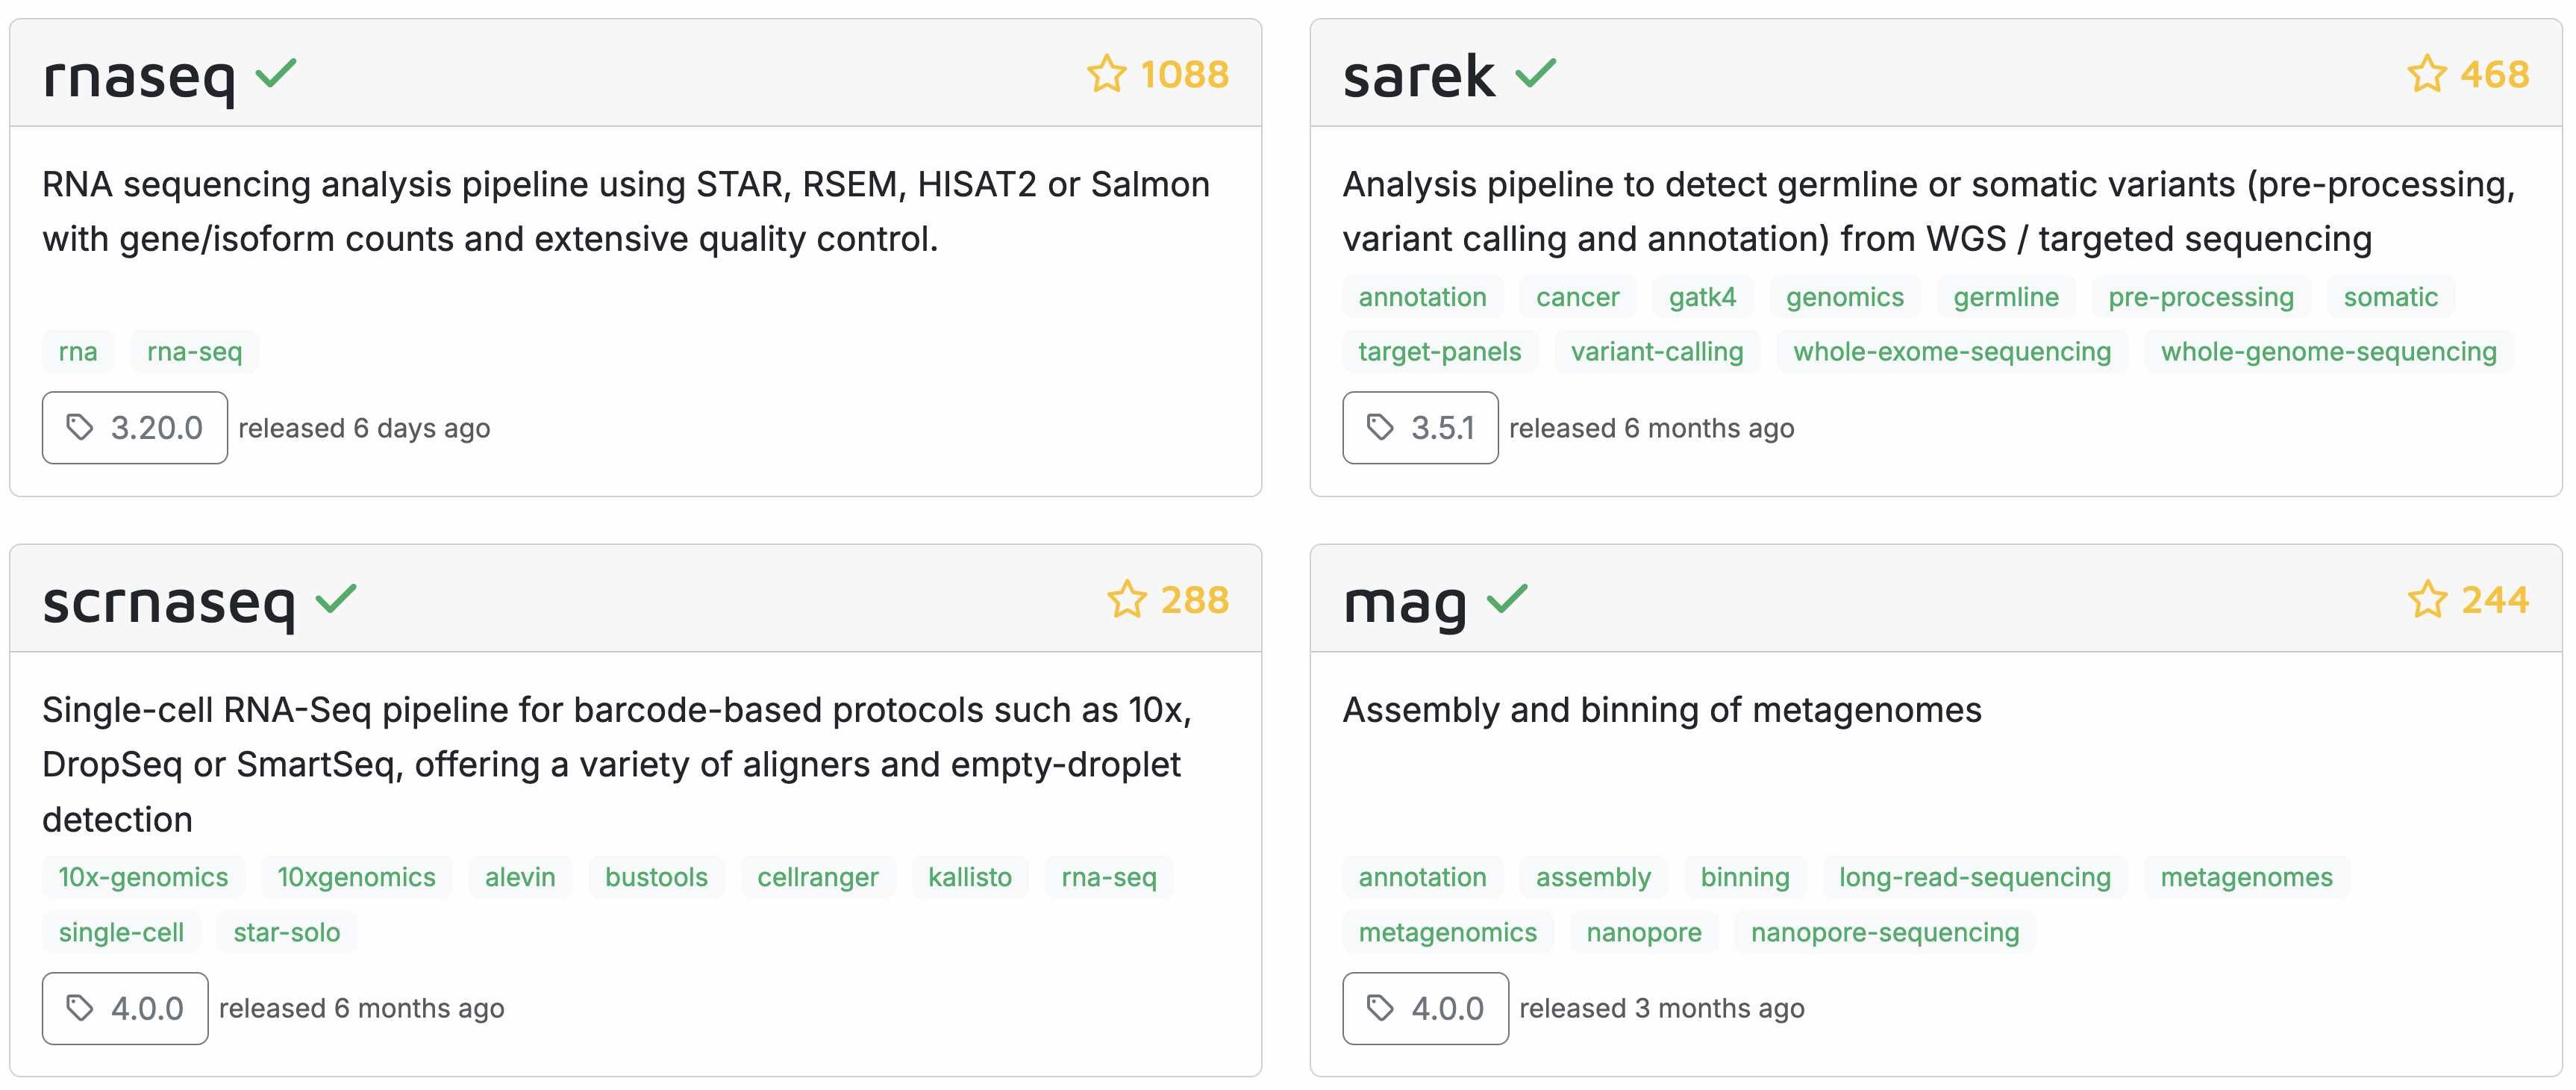 rnaseq 1088
RNA sequencing analysis pipeline using STAR, RSEM, HISAT2 or Salmon
with gene/isoform counts and extensive quality control.
rna rna-seq
3.20.0 released 6 days ago
sarek 468
Analysis pipeline to detect germline or somatic variants (pre-processing,
variant calling and annotation) from WGS / targeted sequencing
annotation cancer gatk4 genomics germline pre-processing somatic
target-panels variant-calling whole-exome-sequencing whole-genome-sequencing
3.5.1 released 6 months ago
scrnaseq 288
Single-cell RNA-Seq pipeline for barcode-based protocols such as 10x,
DropSeq or SmartSeq, offering a variety of aligners and empty-droplet
detection
10x-genomics 10xgenomics alevin bustools cellranger kallisto rna-seq
single-cell star-solo
4.0.0 released 6 months ago
mag 244
Assembly and binning of metagenomes
annotation assembly binning long-read-sequencing metagenomes
metagenomics nanopore nanopore-sequencing
4.0.0 released 3 months ago